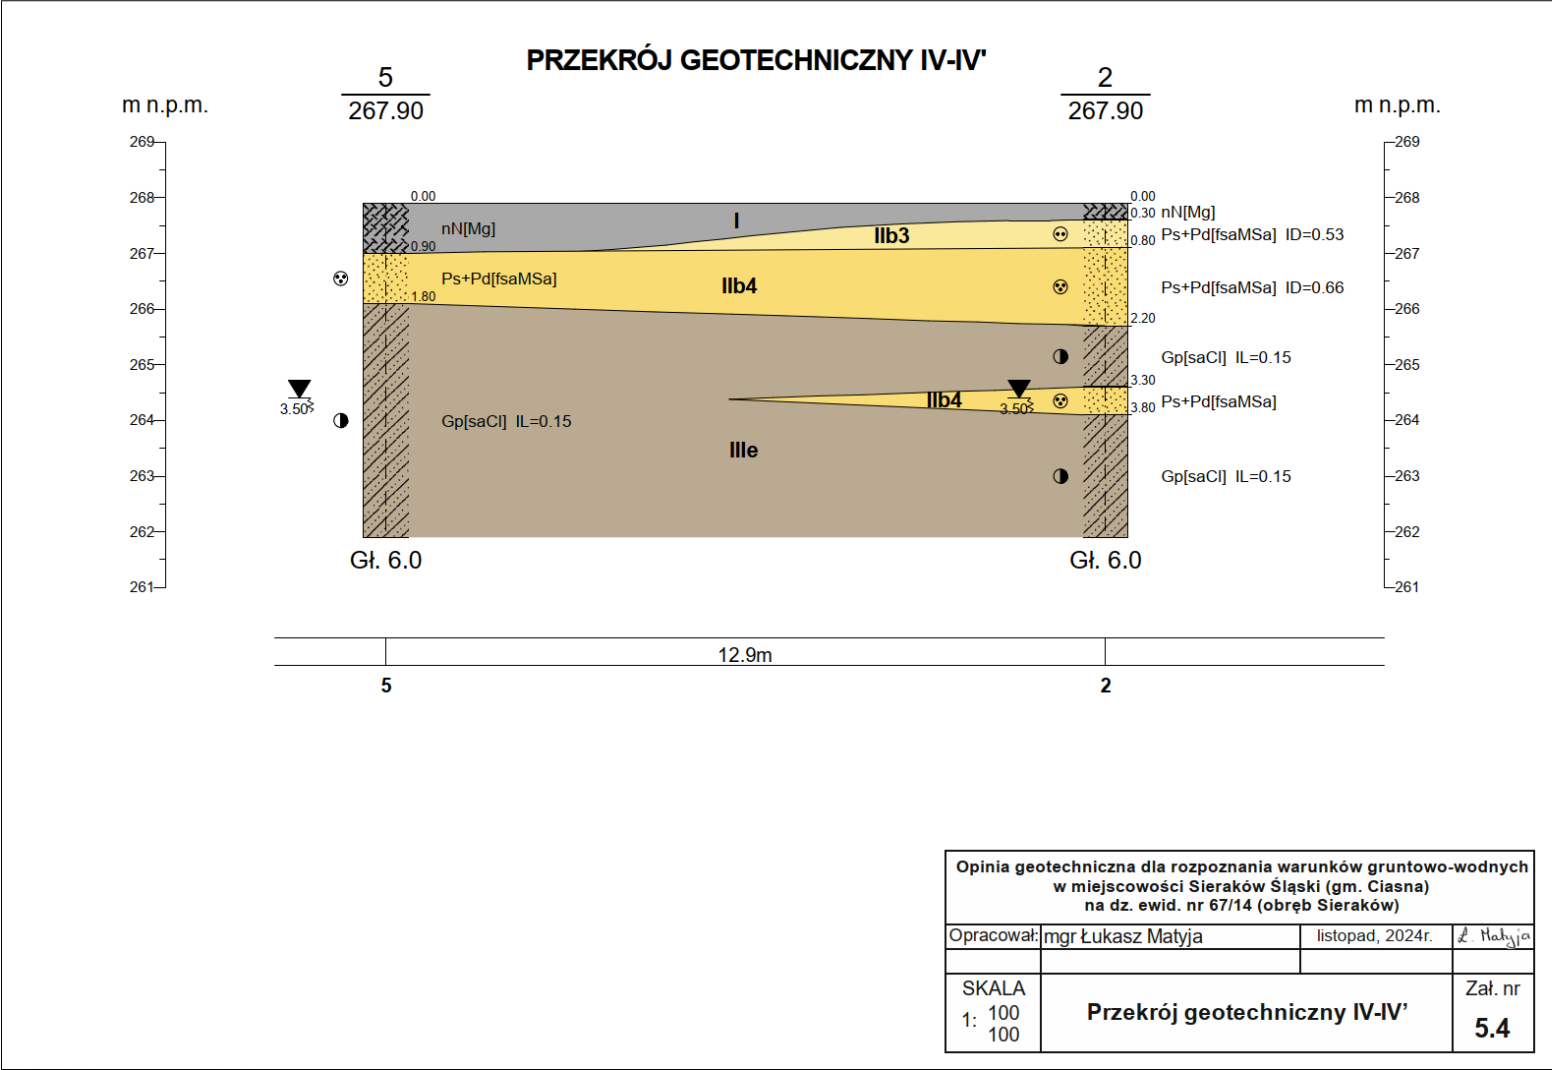 PRZEKRÓJ GEOTECHNICZNY IV-IV'
5
267.90
2
267.90
m n.p.m.
m n.p.m.
269
268
267
266
265
264
263
262
261
269
268
267
266
265
264
263
262
261
0.00
nN[Mg]
0.90
Ps+Pd[fsaMSa]
1.80
3.50
Gp[saCl] IL=0.15
I
IIb3
IIb4
IIb4
IIIe
3.50
0.00
0.30 nN[Mg]
Ps+Pd[fsaMSa] ID=0.53
0.80
Ps+Pd[fsaMSa] ID=0.66
2.20
Gp[saCl] IL=0.15
3.30
Ps+Pd[fsaMSa]
3.80
Gp[saCl] IL=0.15
Gł. 6.0
Gł. 6.0
12.9m
5
2
Opinia geotechniczna dla rozpoznania warunków gruntowo-wodnych
w miejscowości Sieraków Śląski (gm. Ciasna)
na dz. ewid. nr 67/14 (obręb Sieraków)
Opracował: mgr Łukasz Matyja listopad, 2024r. Ł. Matyja
SKALA
1: 100
100
Przekrój geotechniczny IV-IV’
Zał. nr
5.4